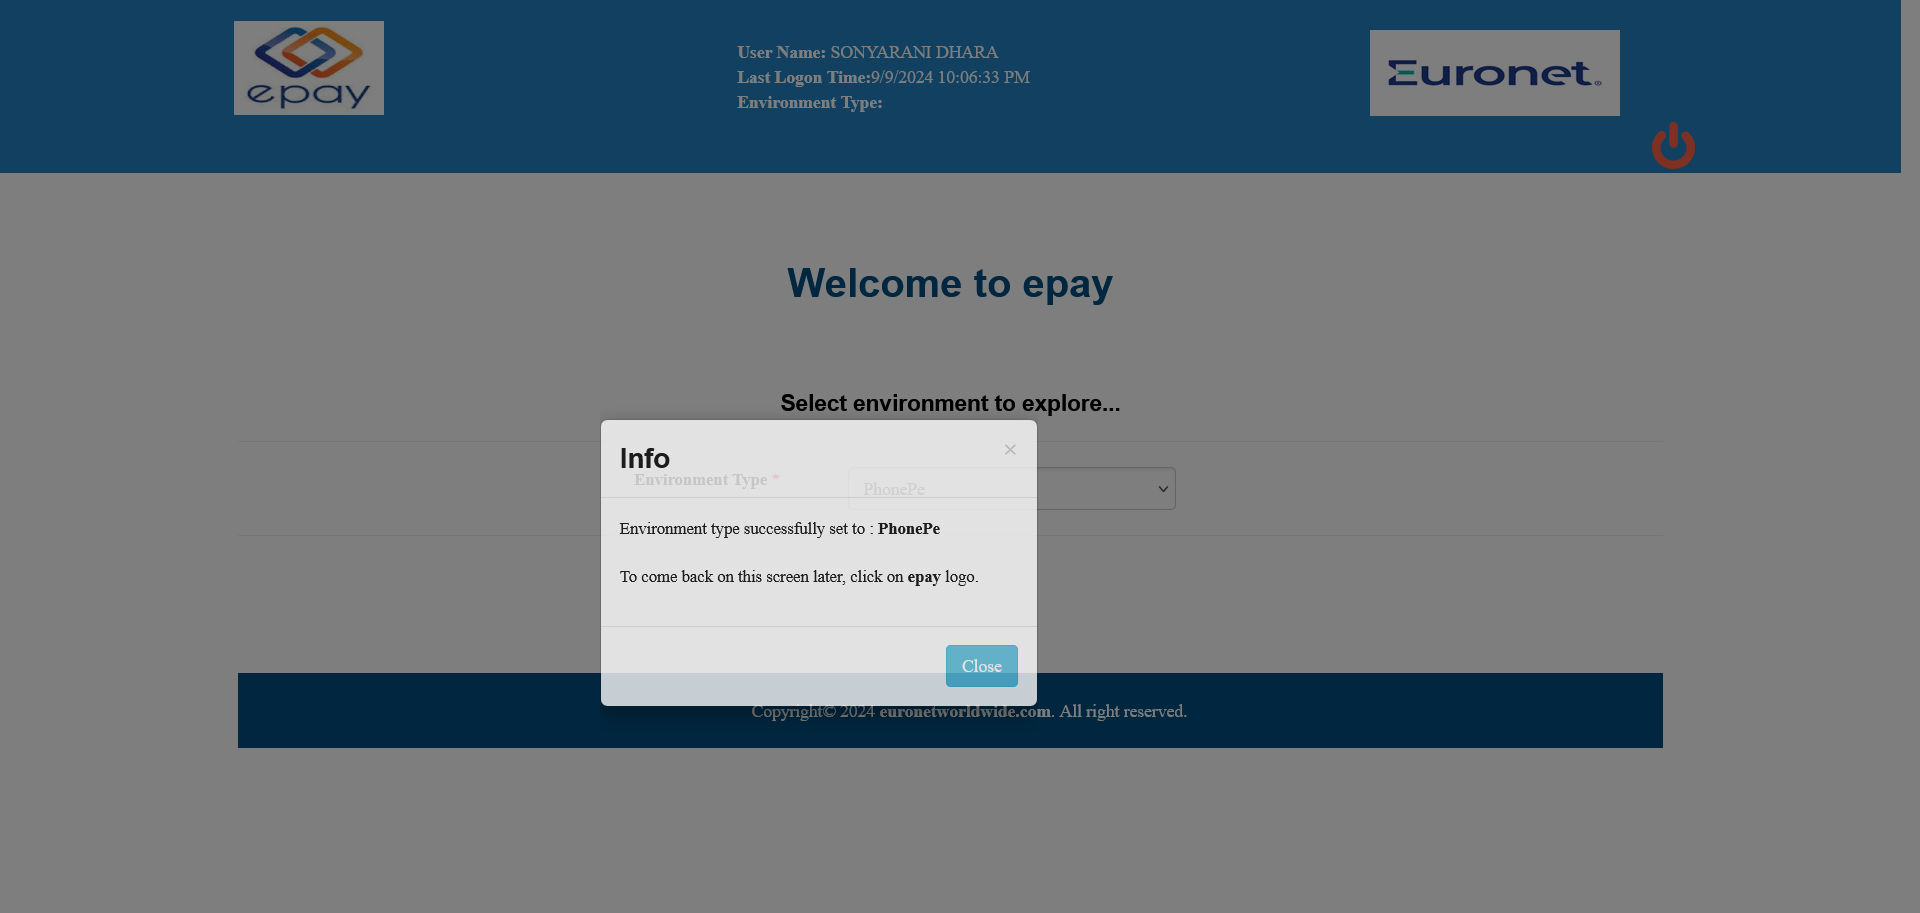 epay
User Name: SONYARANI DHARA
Last Logon Time:9/9/2024 10:06:33 PM
Environment Type:
Euronet®
Welcome to epay
Select environment to explore...
Info
×
Environment Type *
PhonePe
Environment type successfully set to : PhonePe
To come back on this screen later, click on epay logo.
Close
Copyright© 2024 euronetworldwide.com. All right reserved.